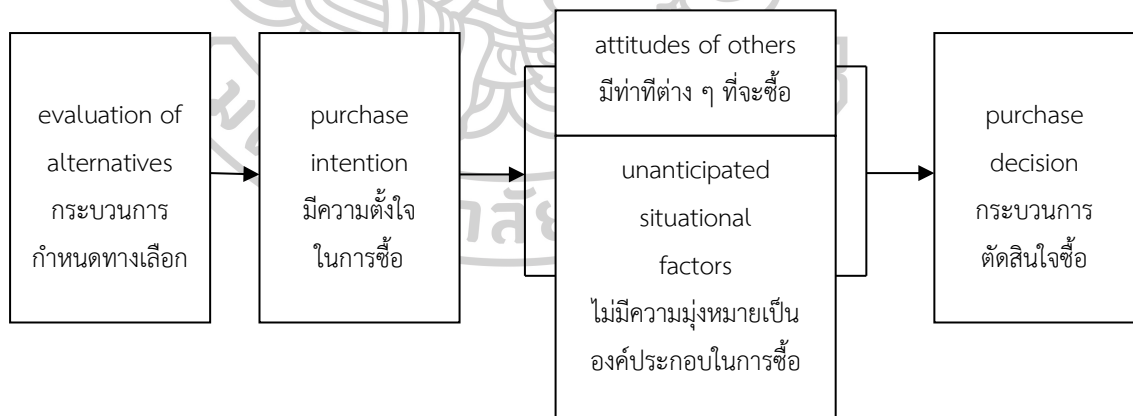 evaluation of
alternatives
กระบวนการ
กำหนดทางเลือก
purchase
intention
มีความตั้งใจ
ในการซื้อ
attitudes of others
มีท่าทีต่าง ๆ ที่จะซื้อ
unanticipated
situational
factors
ไม่มีความมุ่งหมายเป็น
องค์ประกอบในการซื้อ
purchase
decision
กระบวนการ
ตัดสินใจซื้อ